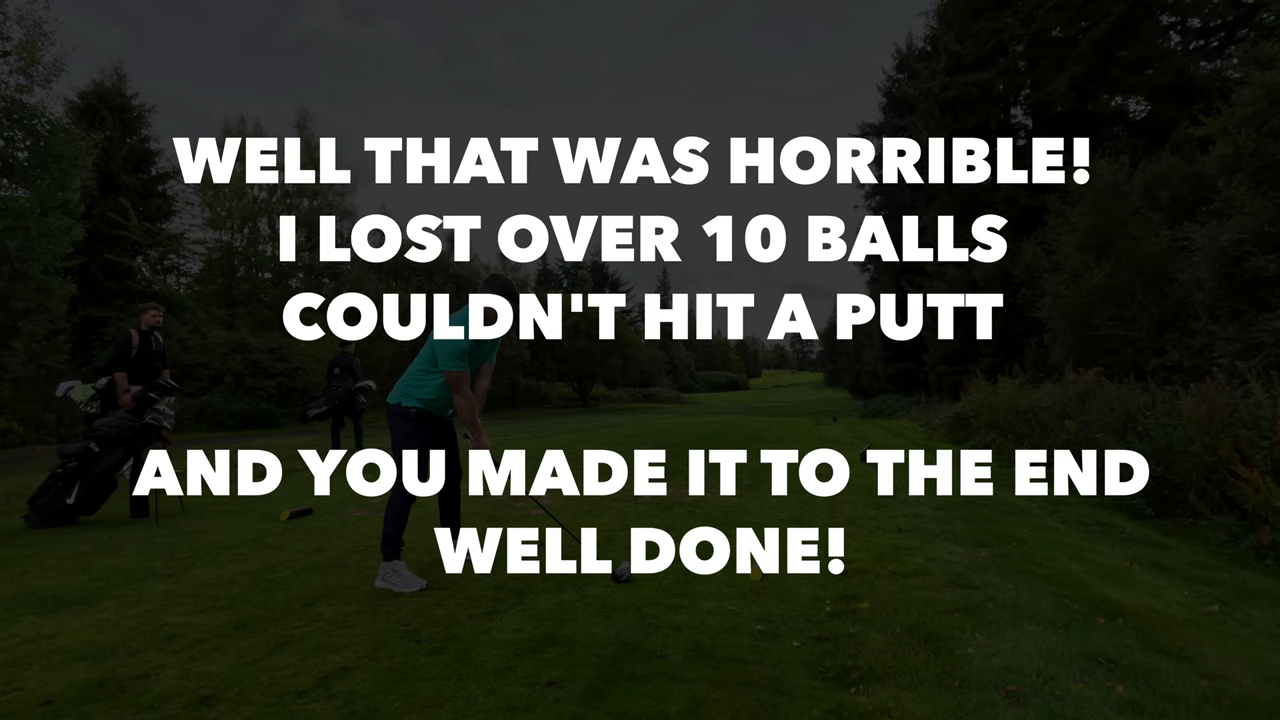 WELL THAT WAS HORRIBLE!
I LOST OVER 10 BALLS
COULDN'T HIT A PUTT
AND YOU MADE IT TO THE END
WELL DONE!